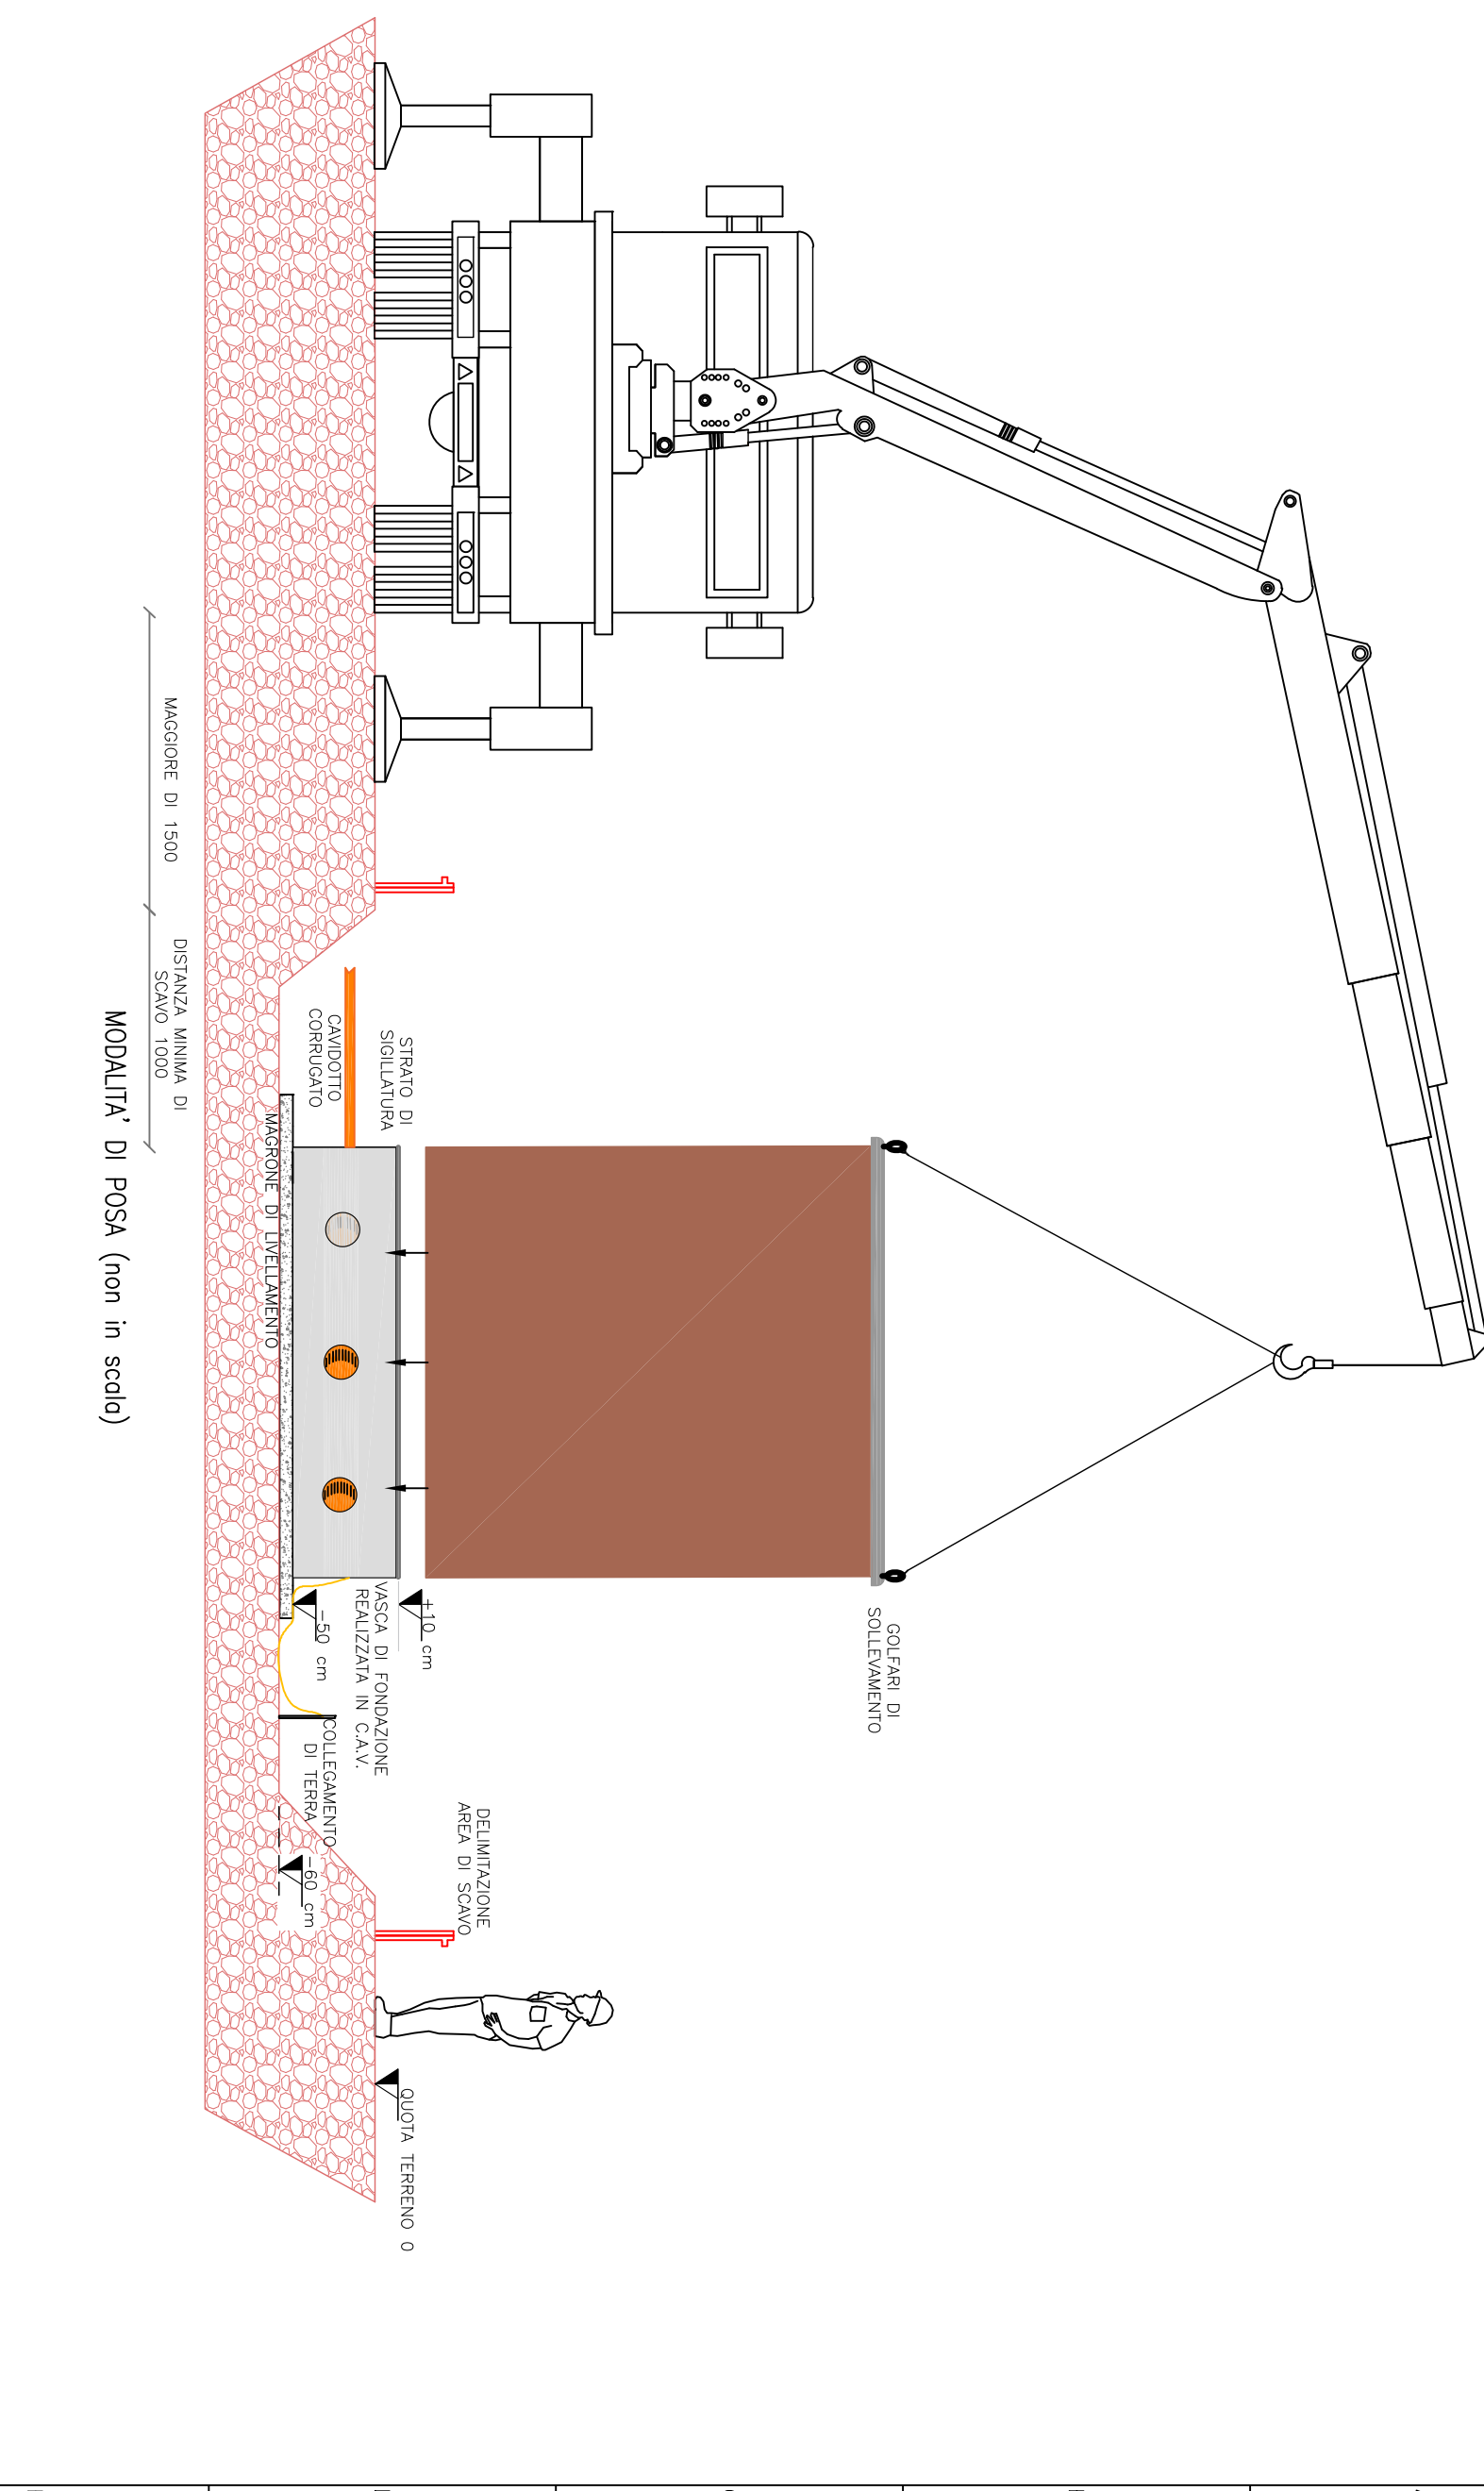 GOLFARI DI
SOLLEVAMENTO
DELIMITAZIONE
AREA DI SCAVO
QUOTA TERRENO 0
STRATO DI
SIGILLATURA
+10 cm
CAVIDOTTO
CORRUGATO
VASCA DI FONDAZIONE
REALIZZATA IN C.A.V.
-50 cm
COLLEGAMENTO
DI TERRA
-60 cm
MAGRONE DI LIVELLAMENTO
MAGGIORE DI 1500
DISTANZA MINIMA DI
SCAVO 1000
MODALITA' DI POSA (non in scala)